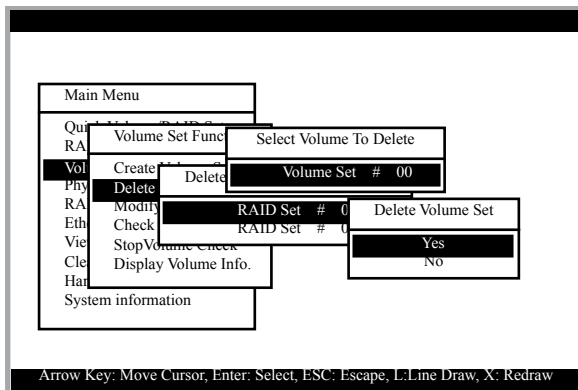 Main Menu
Volume Set Func
Select Volume To Delete
Create
Volume Set # 00
Delete
Delete
Modify
RAID Set # 0
Delete Volume Set
Check
RAID Set # 0
StopVolume Check
Yes
Display Volume Info.
No
System information
Arrow Key: Move Cursor, Enter: Select, ESC: Escape, L:Line Draw, X: Redraw